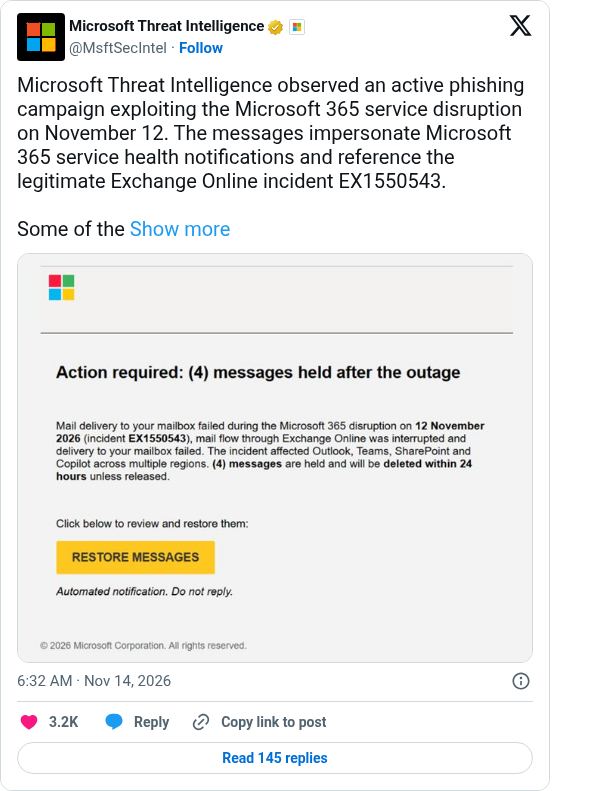 Microsoft Threat Intelligence
@MsftSecIntel · Follow
Microsoft Threat Intelligence observed an active phishing
campaign exploiting the Microsoft 365 service disruption
on November 12. The messages impersonate Microsoft
365 service health notifications and reference the
legitimate Exchange Online incident EX1550543.
Some of the Show more
Action required: (4) messages held after the outage
Mail delivery to your mailbox failed during the Microsoft 365 disruption on 12 November
2026 (incident EX1550543), mail flow through Exchange Online was interrupted and
delivery to your mailbox failed. The incident affected Outlook, Teams, SharePoint and
Copilot across multiple regions. (4) messages are held and will be deleted within 24
hours unless released.
Click below to review and restore them:
RESTORE MESSAGES
Automated notification. Do not reply.
© 2026 Microsoft Corporation. All rights reserved.
6:32 AM · Nov 14, 2026
3.2K Reply Copy link to post
Read 145 replies